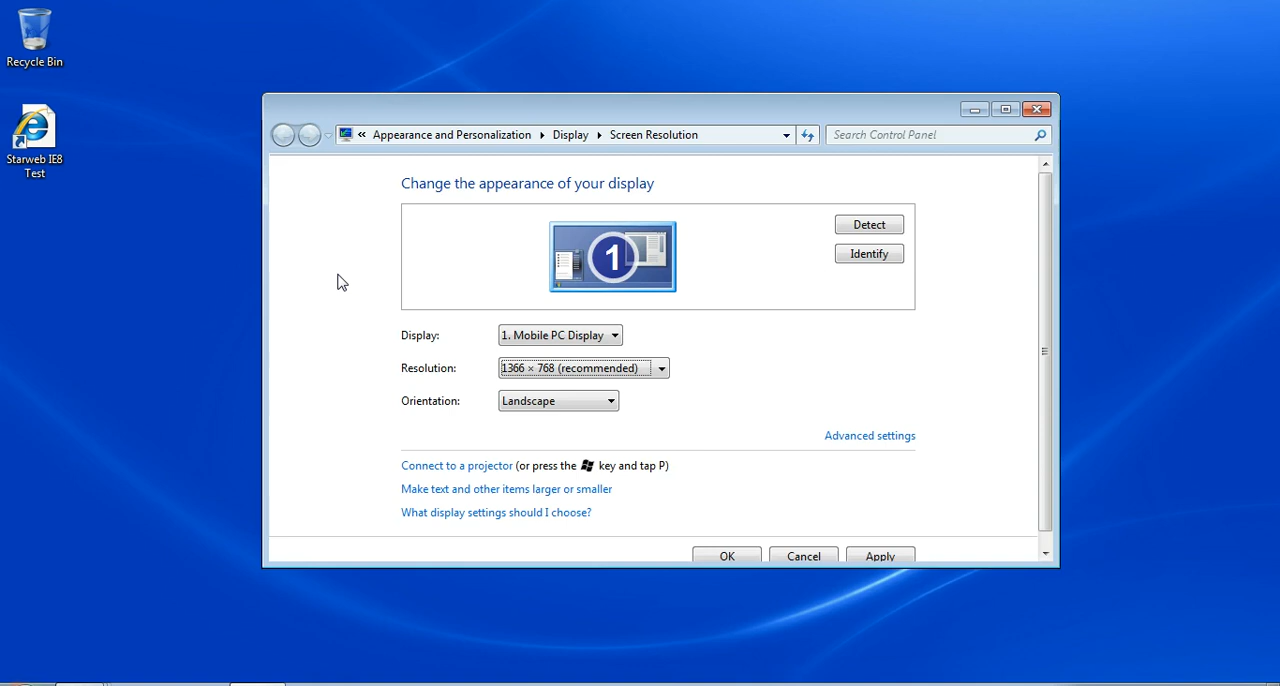 Recycle Bin
Starweb IE8
Test
« Appearance and Personalization Display Screen Resolution
Search Control Panel
Change the appearance of your display
1
Detect
Identify
Display: 1. Mobile PC Display
Resolution: 1366 × 768 (recommended)
Orientation: Landscape
Advanced settings
Connect to a projector (or press the key and tap P)
Make text and other items larger or smaller
What display settings should I choose?
OK Cancel Apply